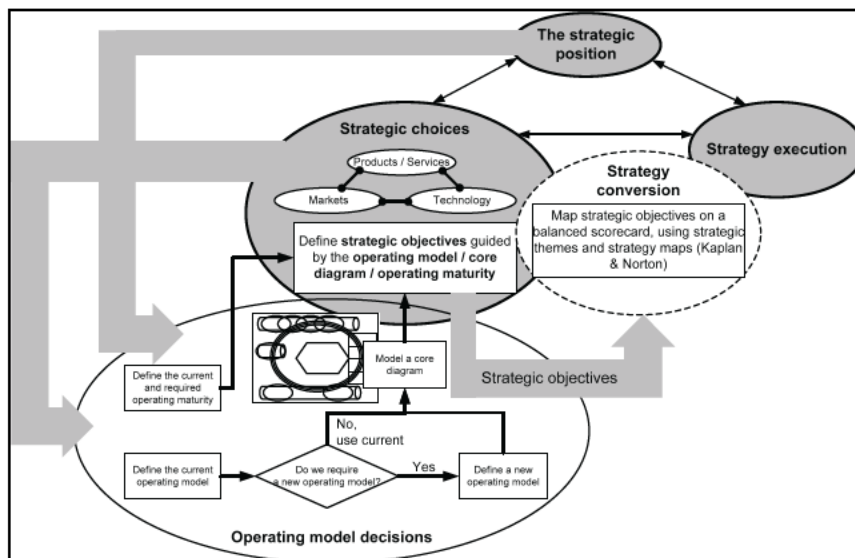 The strategic
position
Strategic choices
Products / Services
Markets
Technology
Strategy execution
Strategy
conversion
Map strategic objectives on
a balanced scorecard, using
strategic themes and
strategy maps (Kaplan
& Norton)
Define strategic objectives guided
by the operating model / core
diagram / operating maturity
Define the current
and required
operating maturity
Model a core
diagram
Strategic objectives
No,
use current
Define the current
operating model
Do we require
a new operating model?
Yes
Define a new
operating model
Operating model decisions